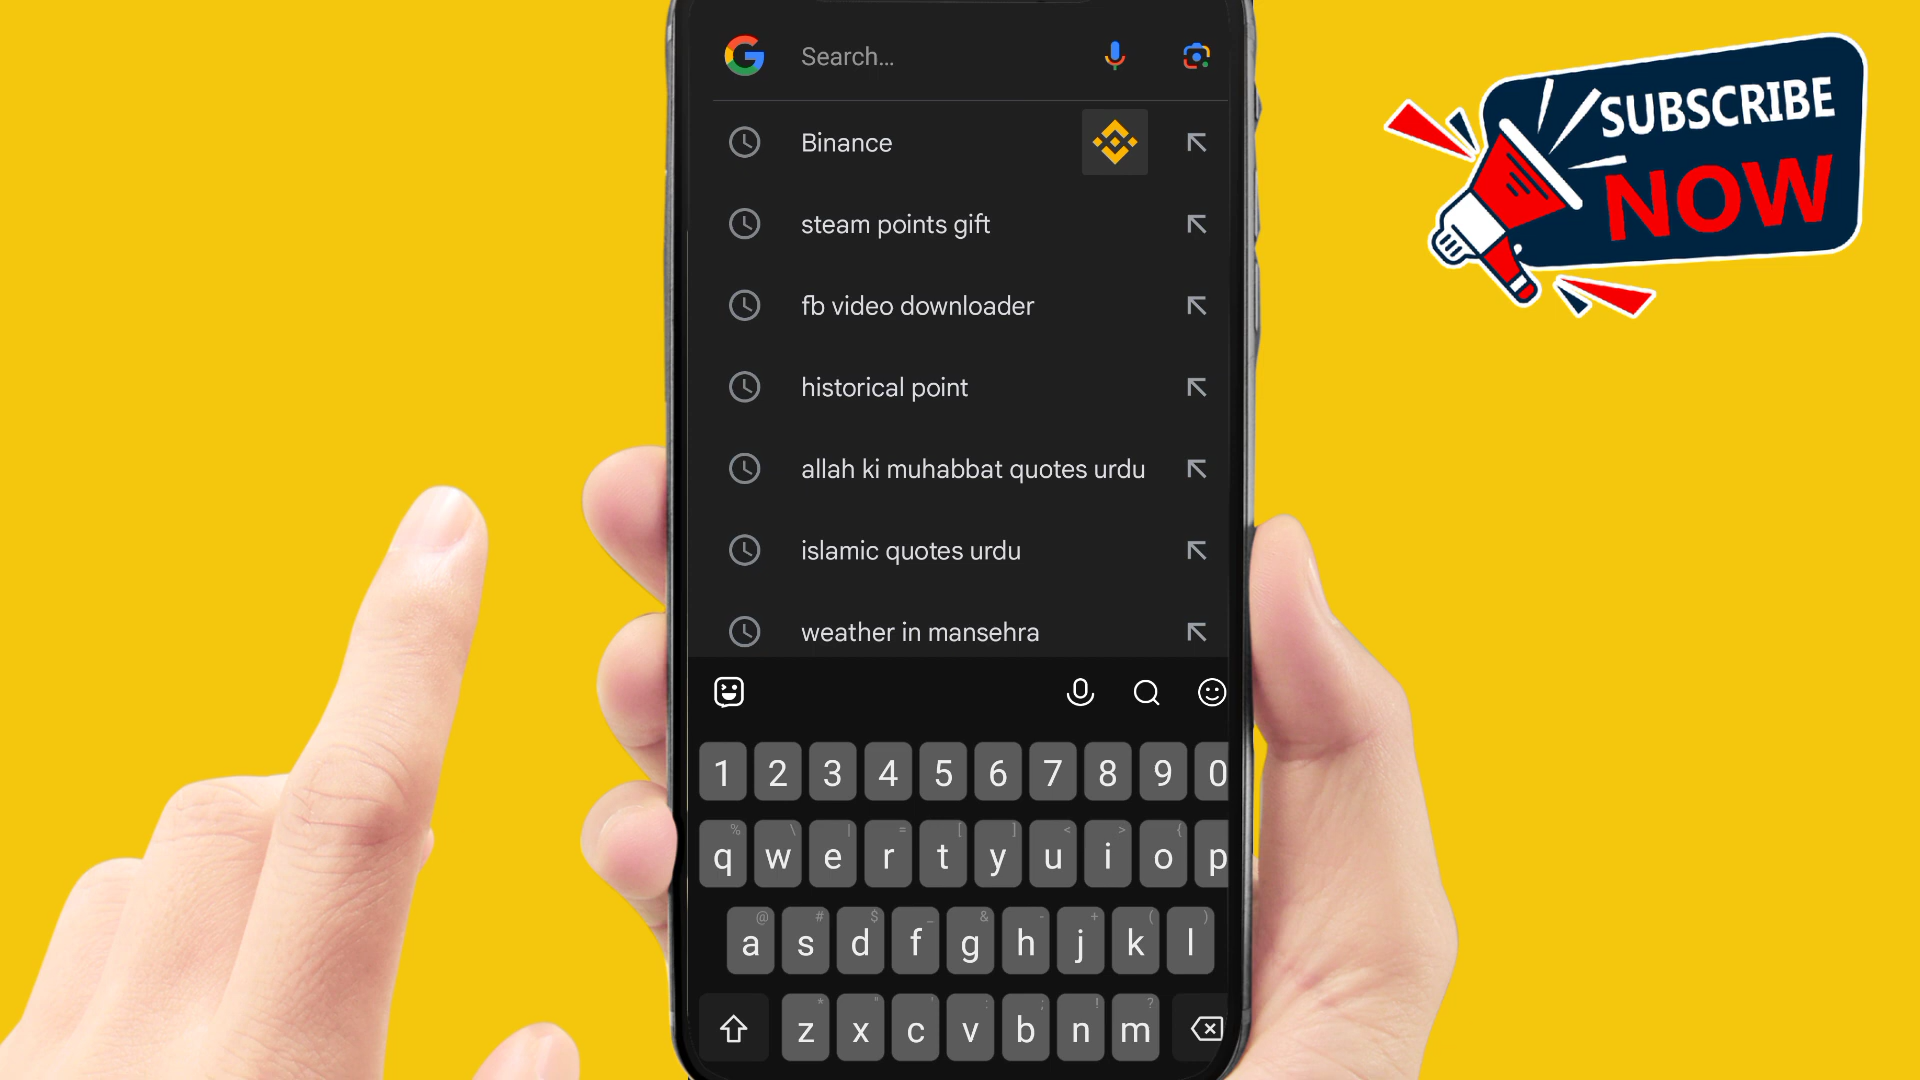 Search...
SUBSCRIBE
NOW
Binance
steam points gift
fb video downloader
historical point
allah ki muhabbat quotes urdu
islamic quotes urdu
weather in mansehra
1 2 3 4 5 6 7 8 9 0
% \ | = [ ] < > {
q w e r t y u i o p
@ # $ _ & - + ( )
a s d f g h j k l
* " ' : ; ! ?
z x c v b n m